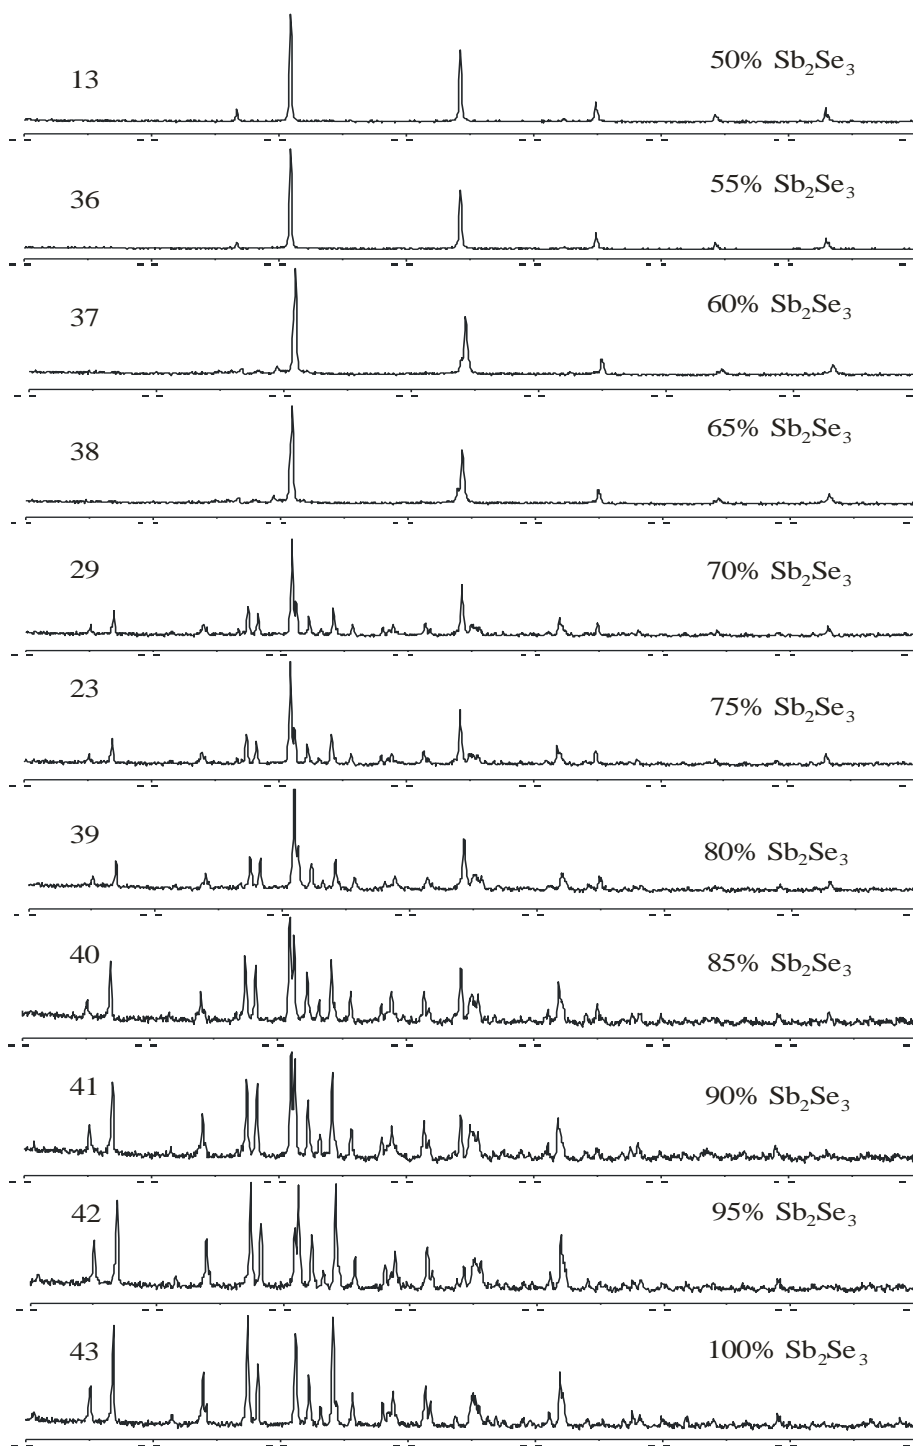 13 50% Sb₂Se₃
36 55% Sb₂Se₃
37 60% Sb₂Se₃
38 65% Sb₂Se₃
29 70% Sb₂Se₃
23 75% Sb₂Se₃
39 80% Sb₂Se₃
40 85% Sb₂Se₃
41 90% Sb₂Se₃
42 95% Sb₂Se₃
43 100% Sb₂Se₃